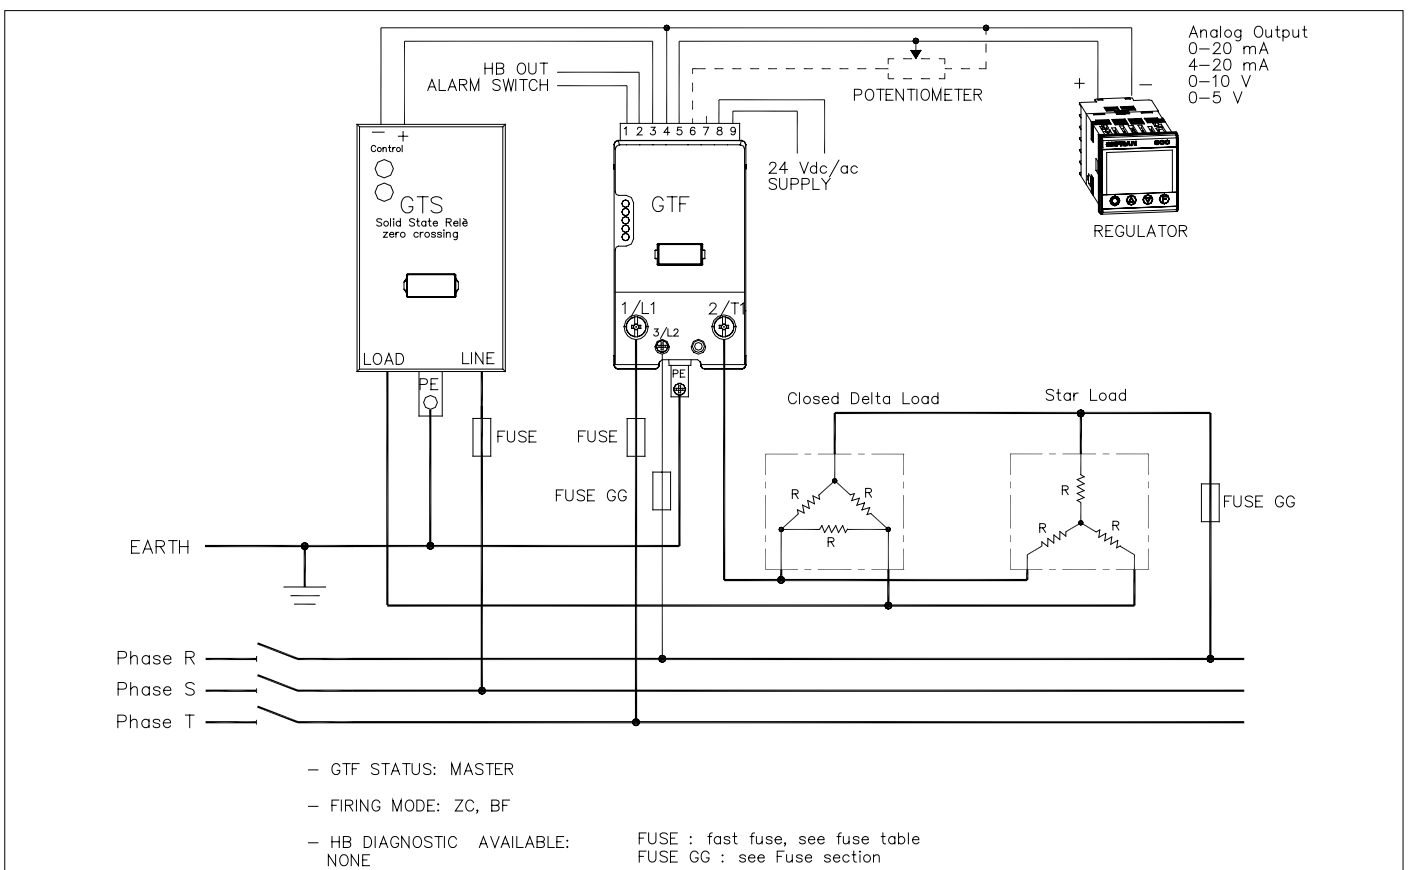 Analog Output
0-20 mA
4-20 mA
0-10 V
0-5 V
HB OUT
ALARM SWITCH
POTENTIOMETER
+ -
1 2 3 4 5 6 7 8 9
24 Vdc/ac
SUPPLY
REGULATOR
- +
Control
GTS
Solid State Relè
zero crossing
GTF
1/L1
2/T1
3/L2
LOAD
LINE
PE
PE
FUSE
FUSE
FUSE GG
Closed Delta Load
Star Load
R
R
R
R
R
R
FUSE GG
EARTH
Phase R
Phase S
Phase T
- GTF STATUS: MASTER
- FIRING MODE: ZC, BF
- HB DIAGNOSTIC AVAILABLE:
NONE
FUSE : fast fuse, see fuse table
FUSE GG : see Fuse section